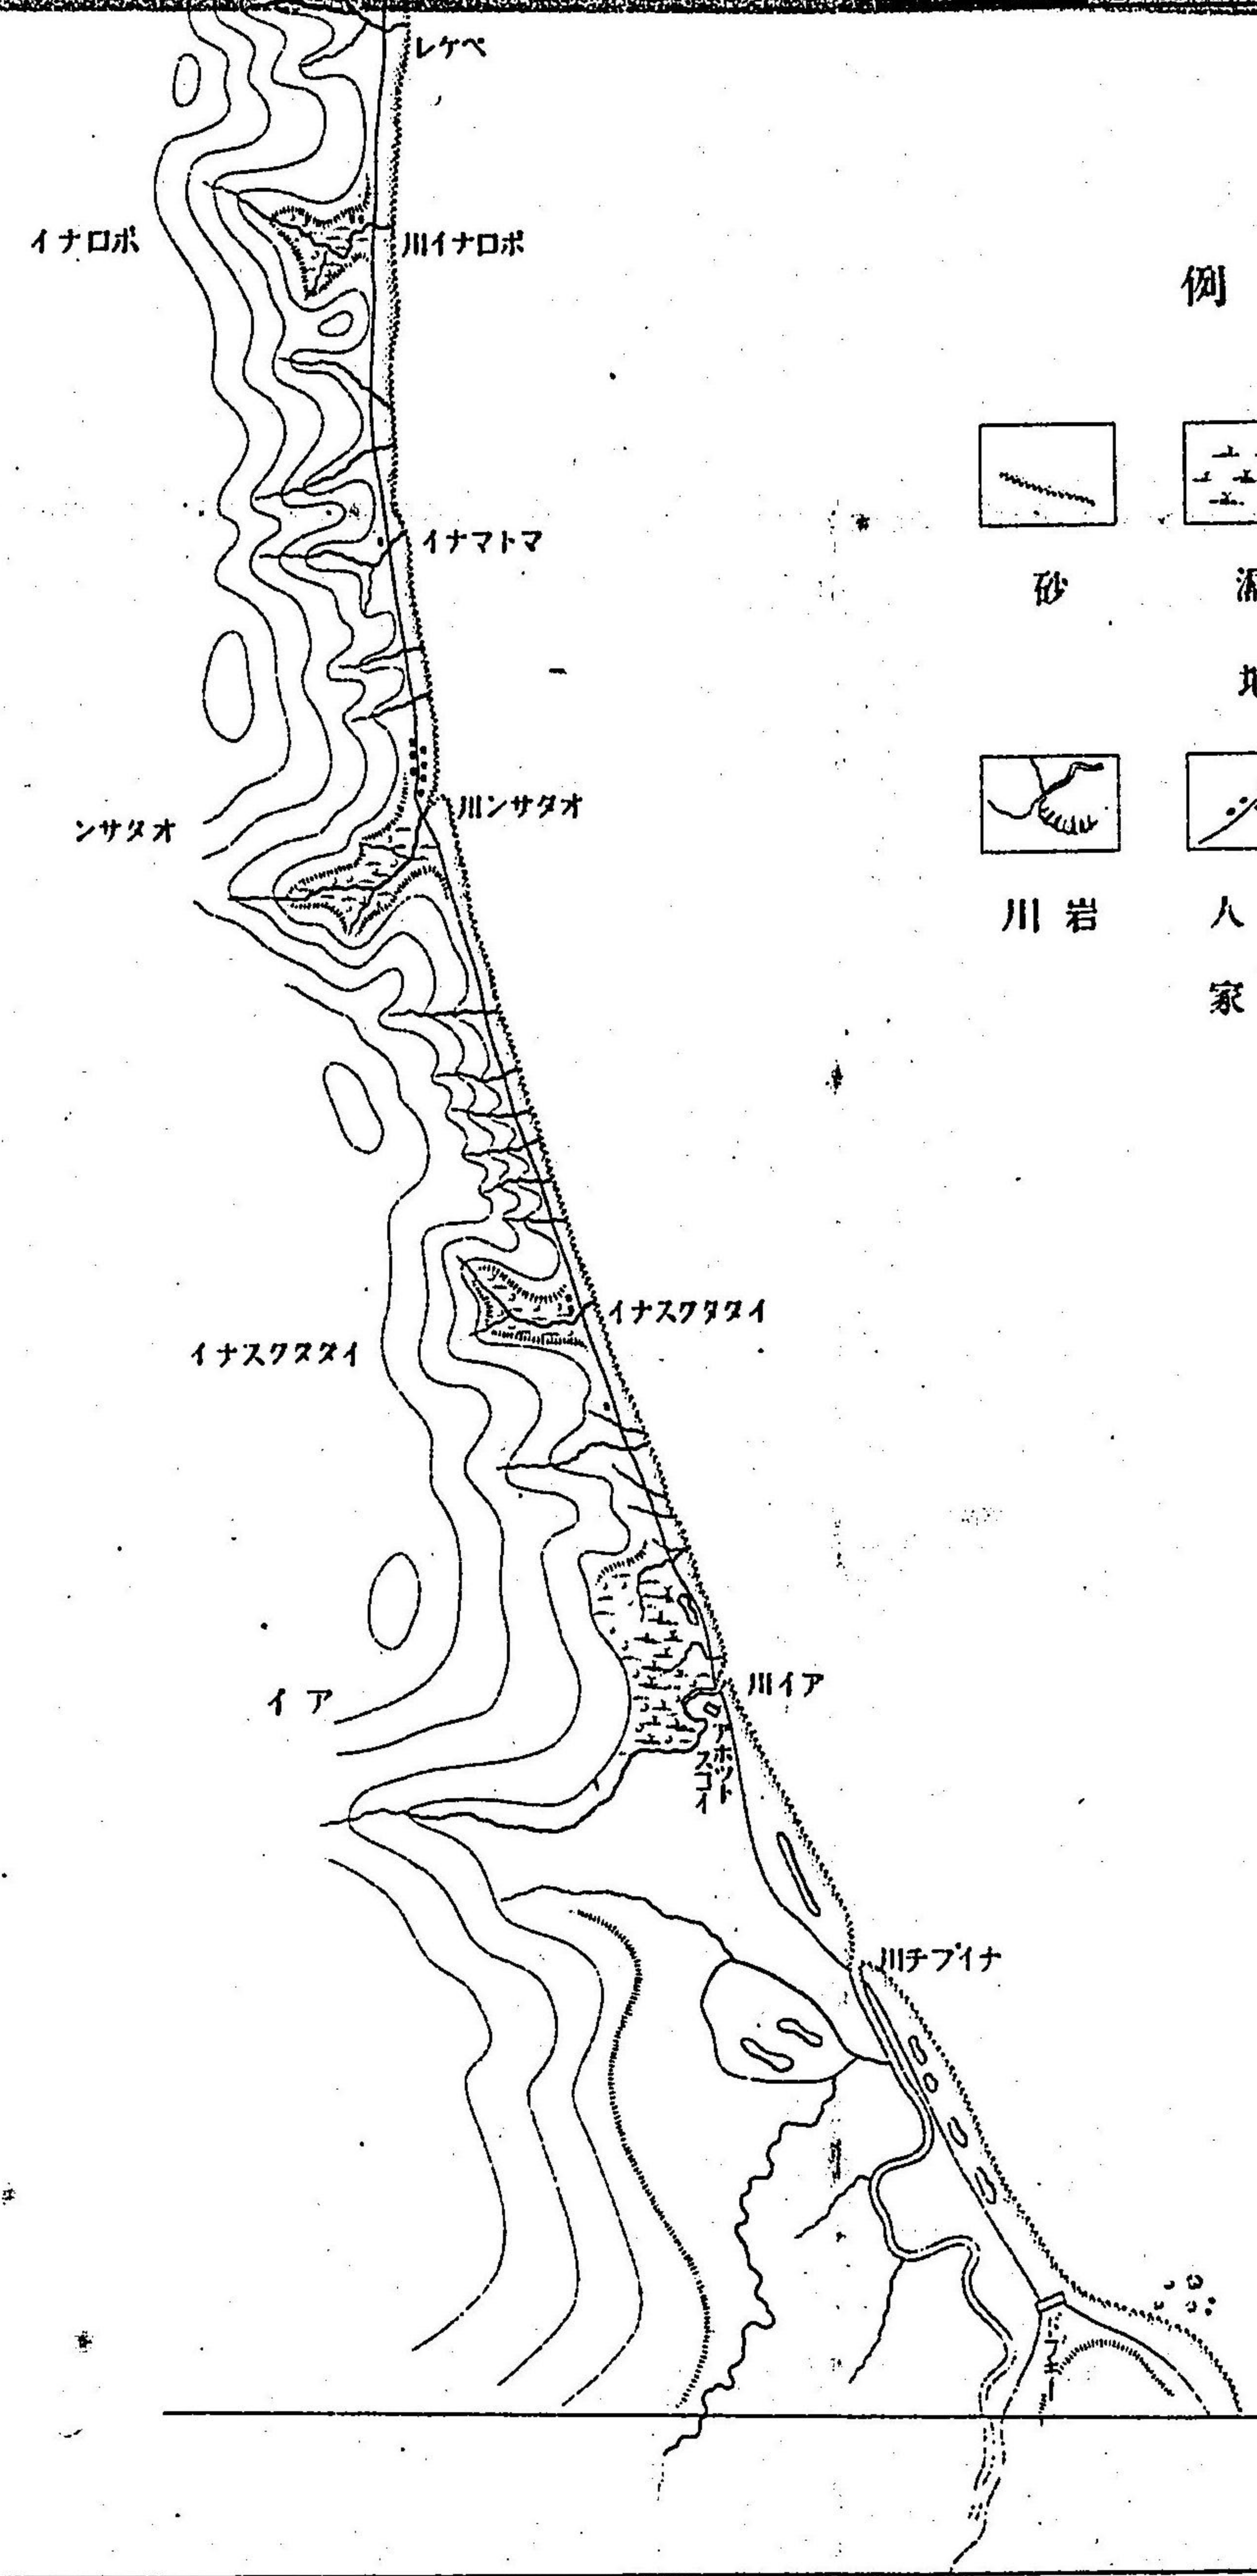 ペケレ
ポロナイ
ポロナイ川
例
マトマナイ
砂
オタサン川
オタサン
岩川
人家
イタタクスナイ
イタタクスナイ
アイ川
アイ
アホツト
スコイ
ナイプチ川